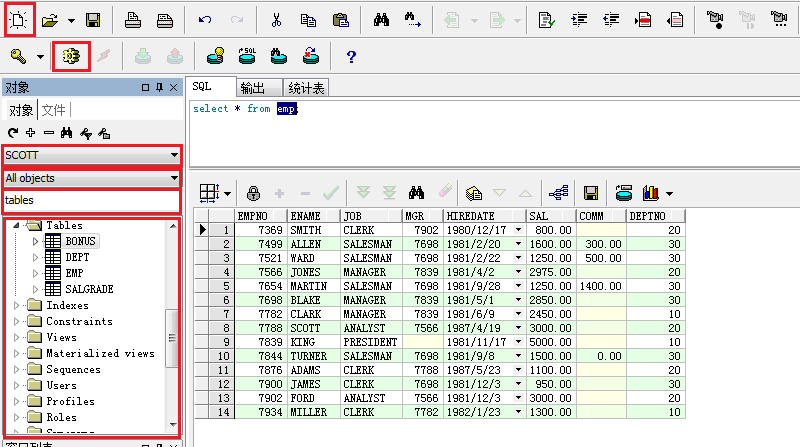 SQL
?
对象
SQL 输出 统计表
对象 文件
select * from emp;
SCOTT
All objects
tables
Tables
BONUS
DEPT
EMP
SALGRADE
Indexes
Constraints
Views
Materialized views
Sequences
Users
Profiles
Roles
EMPNO ENAME JOB MGR HIREDATE SAL COMM DEPTNO
1 7369 SMITH CLERK 7902 1980/12/17 800.00 20
2 7499 ALLEN SALESMAN 7698 1981/2/20 1600.00 300.00 30
3 7521 WARD SALESMAN 7698 1981/2/22 1250.00 500.00 30
4 7566 JONES MANAGER 7839 1981/4/2 2975.00 20
5 7654 MARTIN SALESMAN 7698 1981/9/28 1250.00 1400.00 30
6 7698 BLAKE MANAGER 7839 1981/5/1 2850.00 30
7 7782 CLARK MANAGER 7839 1981/6/9 2450.00 10
8 7788 SCOTT ANALYST 7566 1987/4/19 3000.00 20
9 7839 KING PRESIDENT 1981/11/17 5000.00 10
10 7844 TURNER SALESMAN 7698 1981/9/8 1500.00 0.00 30
11 7876 ADAMS CLERK 7788 1987/5/23 1100.00 20
12 7900 JAMES CLERK 7698 1981/12/3 950.00 30
13 7902 FORD ANALYST 7566 1981/12/3 3000.00 20
14 7934 MILLER CLERK 7782 1982/1/23 1300.00 10